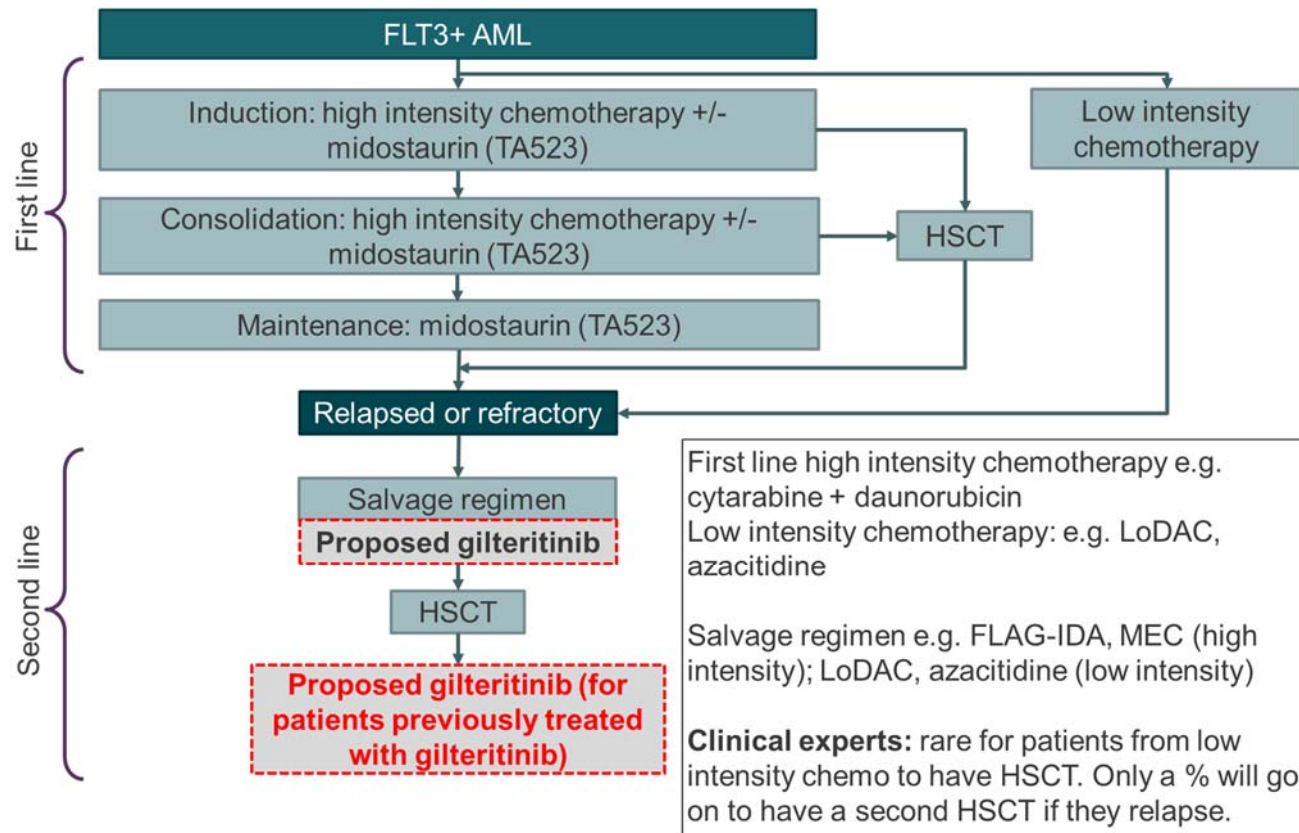 FLT3+ AML
First line
Induction: high intensity chemotherapy +/-
midostaurin (TA523)
Low intensity
chemotherapy
Consolidation: high intensity chemotherapy +/-
midostaurin (TA523)
HSCT
Maintenance: midostaurin (TA523)
Relapsed or refractory
Second line
Salvage regimen
Proposed gilteritinib
HSCT
Proposed gilteritinib (for
patients previously treated
with gilteritinib)
First line high intensity chemotherapy e.g.
cytarabine + daunorubicin
Low intensity chemotherapy: e.g. LoDAC,
azacitidine
Salvage regimen e.g. FLAG-IDA, MEC (high
intensity); LoDAC, azacitidine (low intensity)
Clinical experts: rare for patients from low
intensity chemo to have HSCT. Only a % will go
on to have a second HSCT if they relapse.